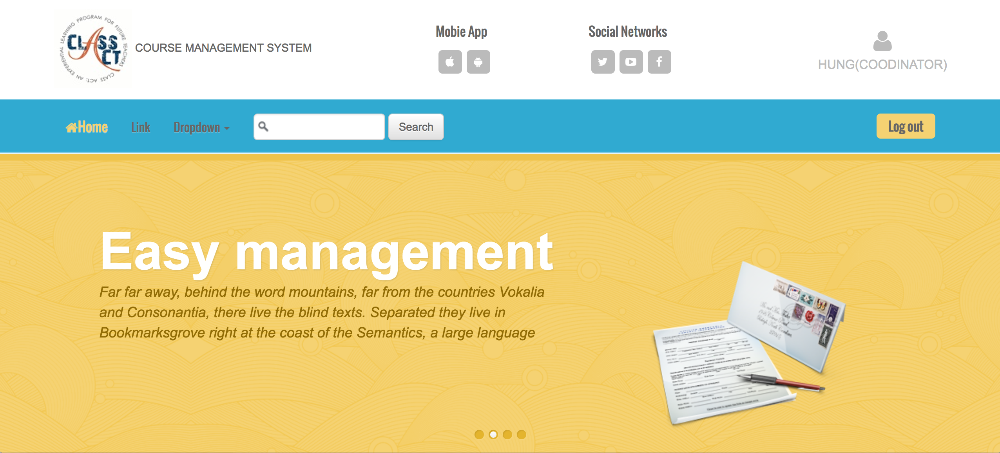 CLASS ACT: AN EXPERIENTIAL LEARNING PROGRAM FOR FUTURE TEACHERS
CLASS
ACT
COURSE MANAGEMENT SYSTEM
Mobie App
Social Networks
HUNG(COODINATOR)
Home
Link
Dropdown
Search
Log out
Easy management
Far far away, behind the word mountains, far from the countries Vokalia
and Consonantia, there live the blind texts. Separated they live in
Bookmarksgrove right at the coast of the Semantics, a large language